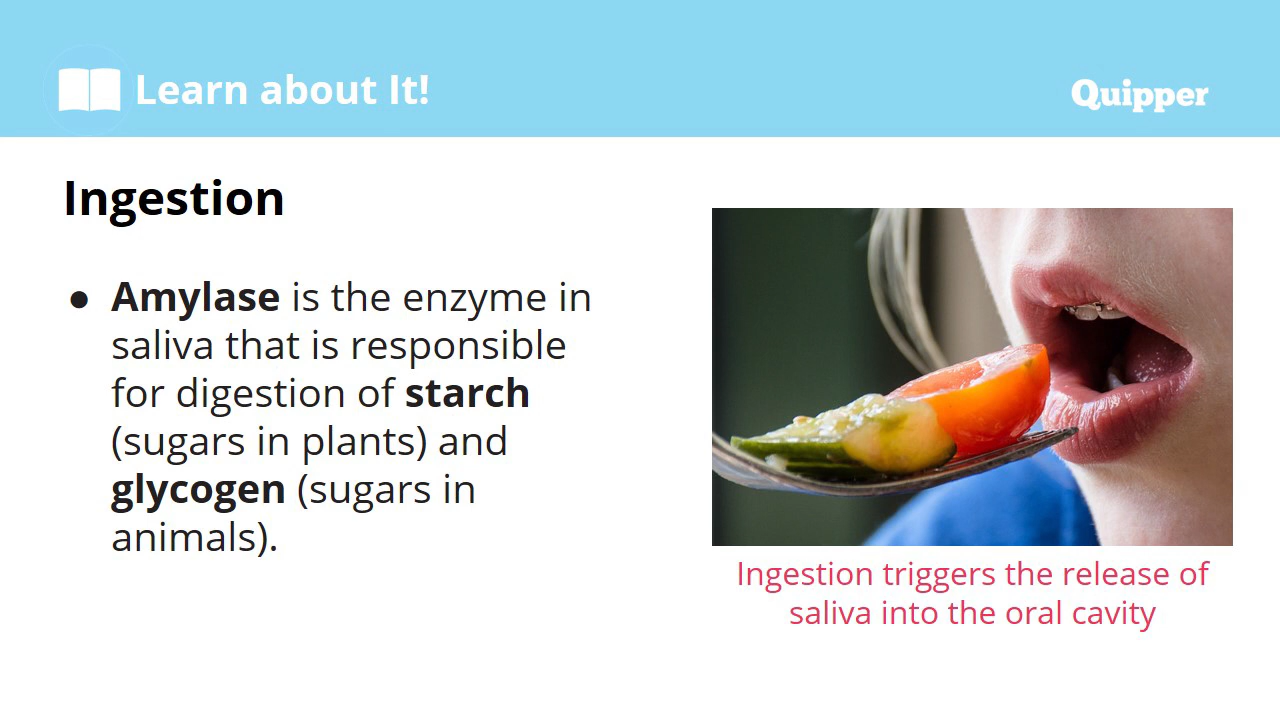 Learn about It!
Quipper
Ingestion
● Amylase is the enzyme in
saliva that is responsible
for digestion of starch
(sugars in plants) and
glycogen (sugars in
animals).
Ingestion triggers the release of
saliva into the oral cavity